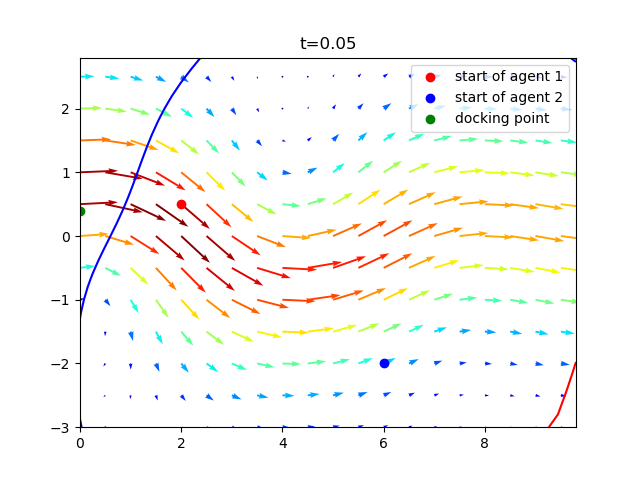 t=0.05
start of agent 1
start of agent 2
docking point
2
1
0
−1
−2
−3
0 2 4 6 8